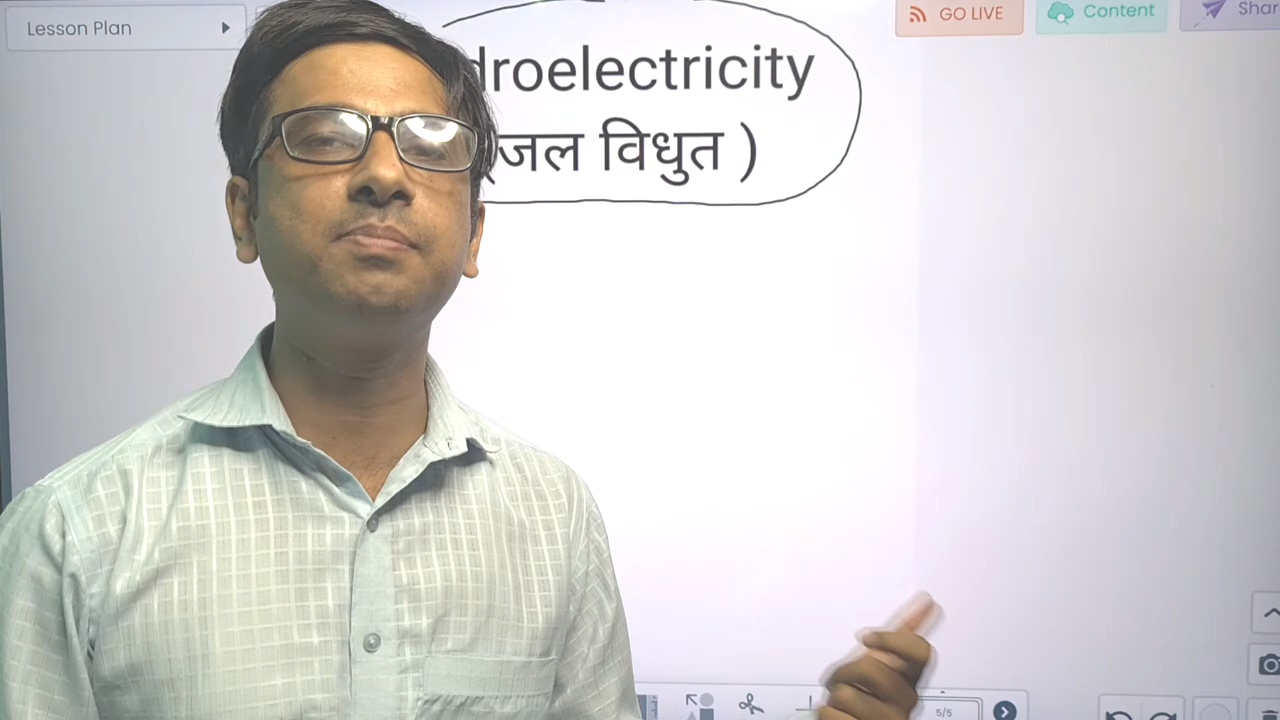 Lesson Plan
GO LIVE
Content
droelectricity
जल विधुत )
5/5